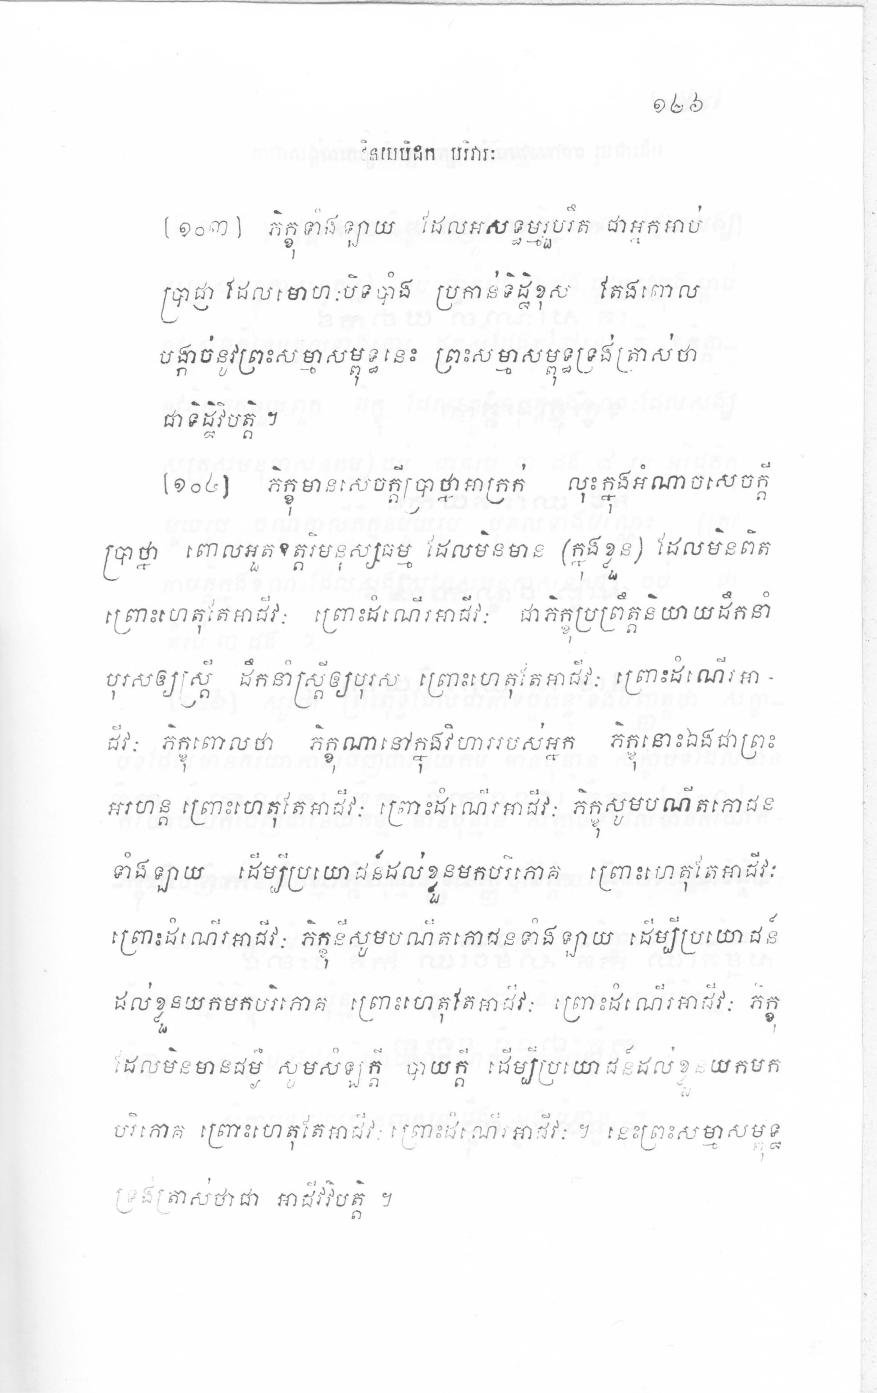 ១៤៦
វិនយបិដក បរិវារៈ
[១០៣] ភិក្ខុទាំងឡាយ ដែលអសទ្ធម្មរួបរឹត ជាអ្នកអាប់
ប្រាជ្ញា ដែលមោហៈបិទបាំង ប្រកាន់ទិដ្ឋិខុស តែងពោល
បង្កាច់នូវព្រះសម្មាសម្ពុទ្ធនេះ ព្រះសម្មាសម្ពុទ្ធទ្រង់ត្រាស់ថា
ជាទិដ្ឋិវិបត្តិ ។
[១០៤] ភិក្ខុមានសេចក្តីប្រាថ្នាអាក្រក់ លុះក្នុងអំណាចសេចក្តី
ប្រាថ្នា ពោលអួតឧត្តរិមនុស្សធម្ម ដែលមិនមាន (ក្នុងខ្លួន) ដែលមិនពិត
ព្រោះហេតុតែអាជីវៈ ព្រោះដំណើរអាជីវៈ ជាភិក្ខុប្រព្រឹត្តនិយាយដឹកនាំ
បុរសឲ្យស្ត្រី ដឹកនាំស្ត្រីឲ្យបុរស ព្រោះហេតុតែអាជីវៈ ព្រោះដំណើរអា-
ជីវៈ ភិក្ខុពោលថា ភិក្ខុណានៅក្នុងវិហាររបស់អ្នក ភិក្ខុនោះឯងជាព្រះ
អរហន្ត ព្រោះហេតុតែអាជីវៈ ព្រោះដំណើរអាជីវៈ ភិក្ខុសូមបណីតភោជន
ទាំងឡាយ ដើម្បីប្រយោជន៍ដល់ខ្លួនមកបរិភោគ ព្រោះហេតុតែអាជីវៈ
ព្រោះដំណើរអាជីវៈ ភិក្ខុនីសូមបណីតភោជនទាំងឡាយ ដើម្បីប្រយោជន៍
ដល់ខ្លួនយកមកបរិភោគ ព្រោះហេតុតែអាជីវៈ ព្រោះដំណើរអាជីវៈ ភិក្ខុ
ដែលមិនមានជម្ងឺ សូមសំឡក្តី បាយក្តី ដើម្បីប្រយោជន៍ដល់ខ្លួនយកមក
បរិភោគ ព្រោះហេតុតែអាជីវៈ ព្រោះដំណើរអាជីវៈ ។ នេះព្រះសម្មាសម្ពុទ្ធ
ទ្រង់ត្រាស់ថាជា អាជីវវិបត្តិ ។